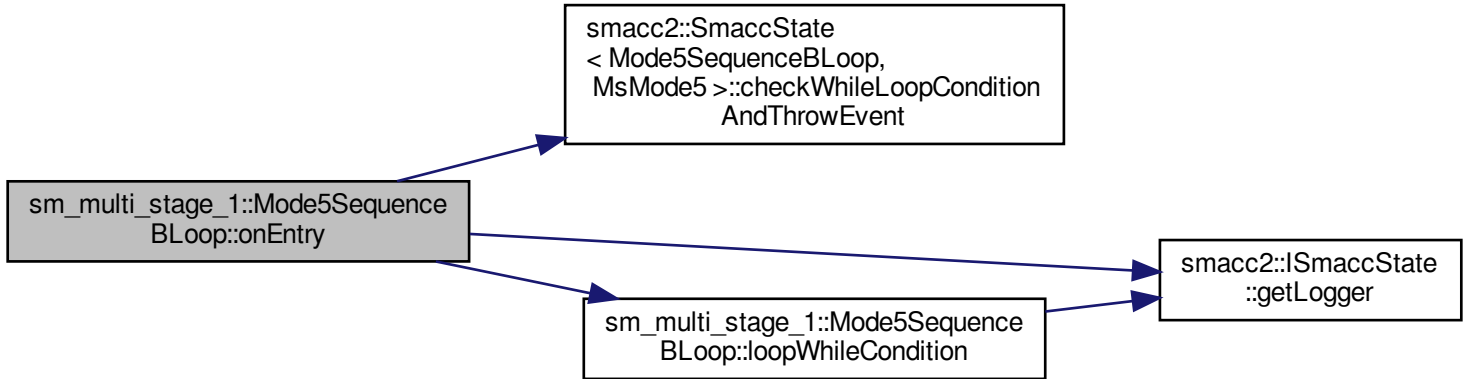 smacc2::SmaccState
< Mode5SequenceBLoop,
MsMode5 >::checkWhileLoopCondition
AndThrowEvent
sm_multi_stage_1::Mode5Sequence
BLoop::onEntry
smacc2::ISmaccState
::getLogger
sm_multi_stage_1::Mode5Sequence
BLoop::loopWhileCondition